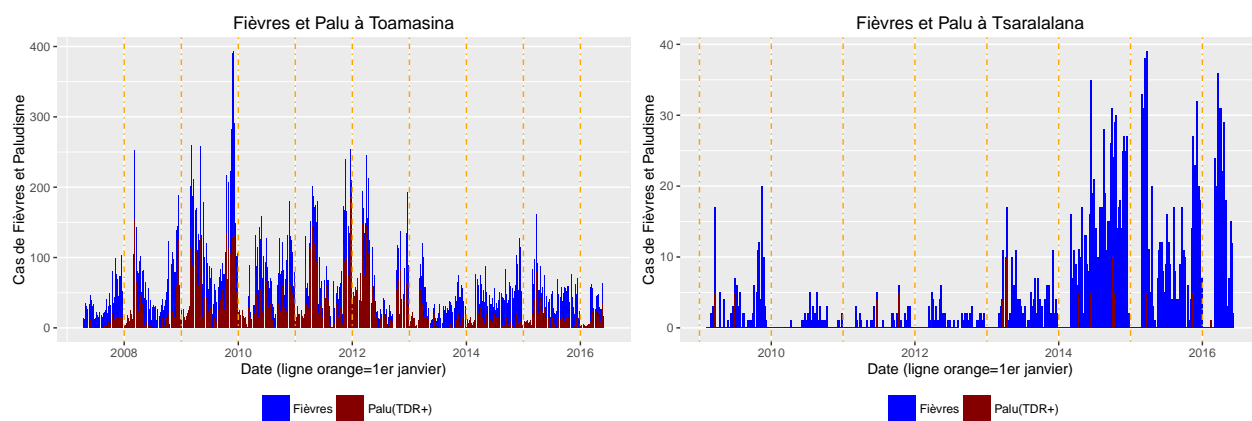 Fièvres et Palu à Toamasina
Cas de Fièvres et Paludisme
400
300
200
100
0
2008
2010
2012
2014
2016
Date (ligne orange=1er janvier)
Fièvres
Palu(TDR+)
Fièvres et Palu à Tsaralalana
Cas de Fièvres et Paludisme
40
30
20
10
0
2010
2012
2014
2016
Date (ligne orange=1er janvier)
Fièvres
Palu(TDR+)